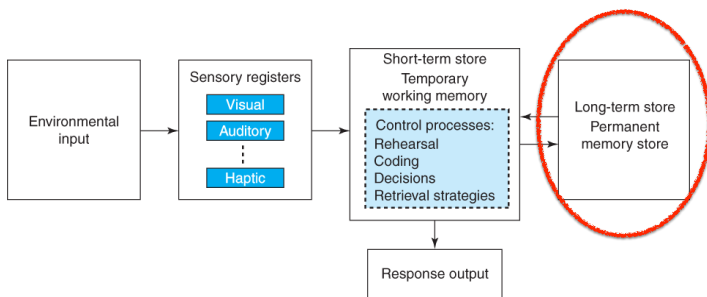 Environmental
input
Sensory registers
Visual
Auditory
Haptic
Short-term store
Temporary
working memory
Control processes:
Rehearsal
Coding
Decisions
Retrieval strategies
Long-term store
Permanent
memory store
Response output